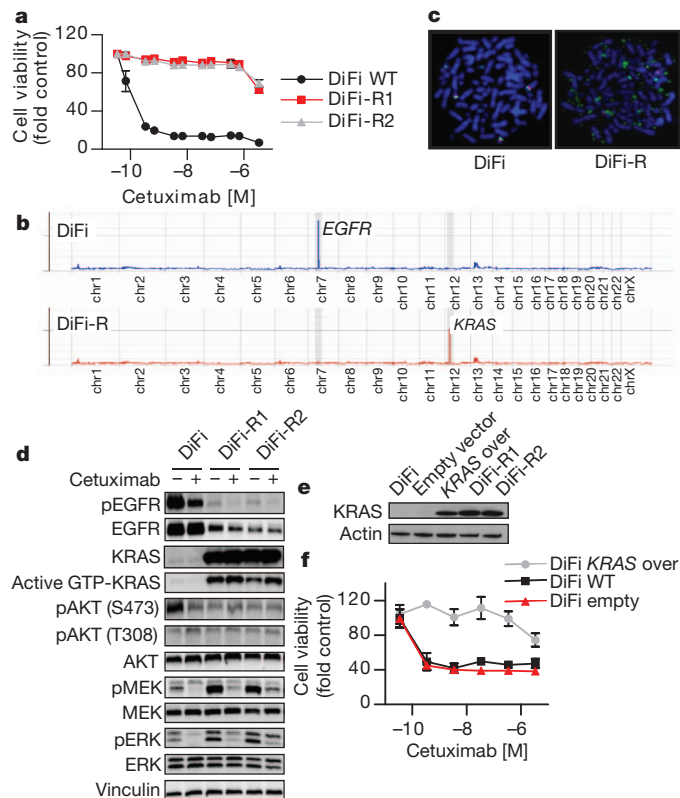 a
120
80
40
0
Cell viability
(fold control)
–10
–8
–6
Cetuximab [M]
DiFi WT
DiFi-R1
DiFi-R2
c
DiFi
DiFi-R
b
DiFi
EGFR
chr1
chr2
chr3
chr4
chr5
chr6
chr7
chr8
chr9
chr10
chr11
chr12
chr13
chr14
chr15
chr16
chr17
chr18
chr19
chr20
chr21
chr22
chrX
DiFi-R
KRAS
chr1
chr2
chr3
chr4
chr5
chr6
chr7
chr8
chr9
chr10
chr11
chr12
chr13
chr14
chr15
chr16
chr17
chr18
chr19
chr20
chr21
chr22
chrX
d
DiFi
DiFi-R1
DiFi-R2
Cetuximab – + – + – +
pEGFR
EGFR
KRAS
Active GTP-KRAS
pAKT (S473)
pAKT (T308)
AKT
pMEK
MEK
pERK
ERK
Vinculin
e
DiFi
Empty vector
KRAS over
DiFi-R1
DiFi-R2
KRAS
Actin
f
DiFi KRAS over
DiFi WT
DiFi empty
120
80
40
0
Cell viability
(fold control)
–10
–8
–6
Cetuximab [M]